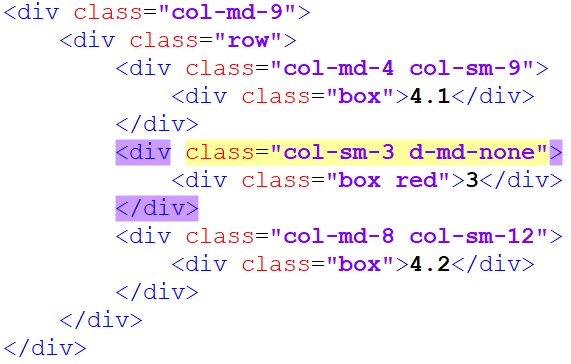 <div class="col-md-9">
    <div class="row">
        <div class="col-md-4 col-sm-9">
            <div class="box">4.1</div>
        </div>
        <div class="col-sm-3 d-md-none">
            <div class="box red">3</div>
        </div>
        <div class="col-md-8 col-sm-12">
            <div class="box">4.2</div>
        </div>
    </div>
</div>